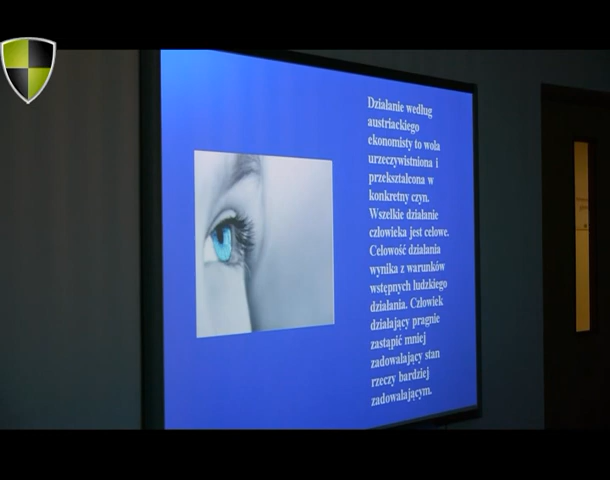 Działanie według
austriackiego
ekonomisty to wola
urzeczywistniona i
przekształcona w
konkretny czyn.
Wszelkie działanie
człowieka jest celowe.
Celowość działania
wynika z warunków
wstępnych ludzkiego
działania. Człowiek
działający pragnie
zastąpić mniej
zadowalający stan
rzeczy bardziej
zadowalającym.